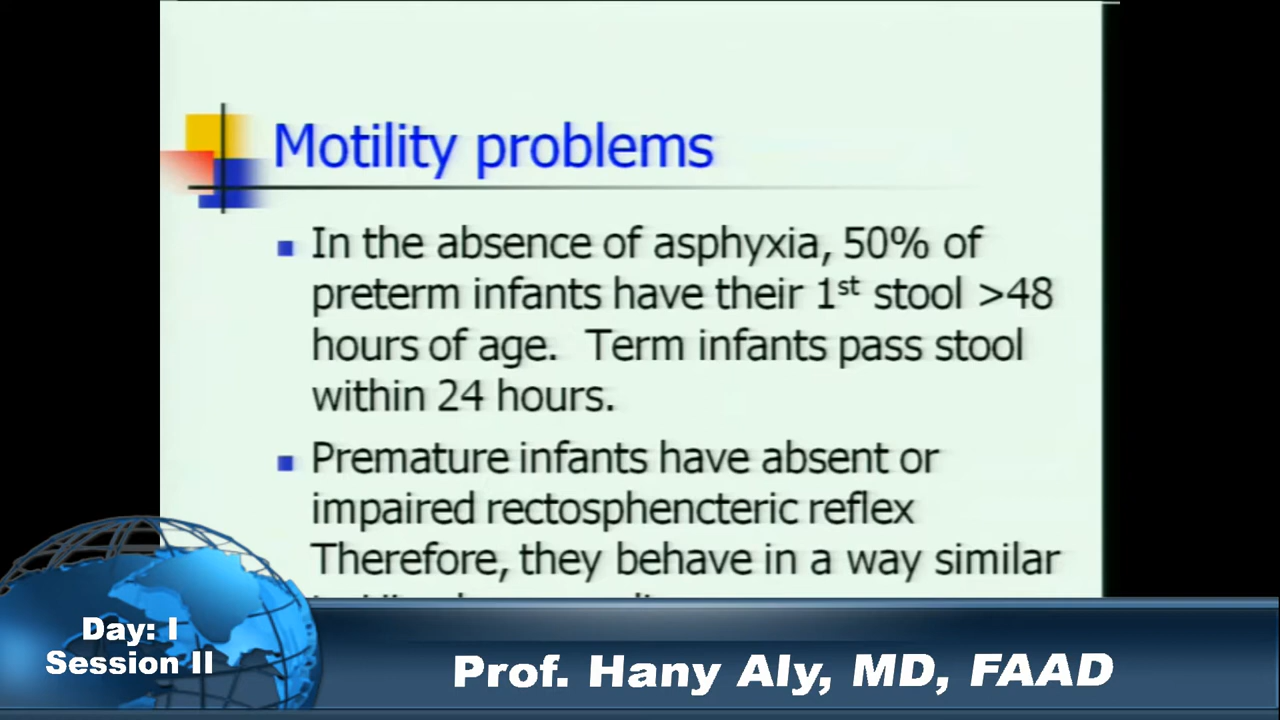 Motility problems
In the absence of asphyxia, 50% of
preterm infants have their 1st stool >48
hours of age. Term infants pass stool
within 24 hours.
Premature infants have absent or
impaired rectosphencteric reflex
Therefore, they behave in a way similar
Day: I
Session II
Prof. Hany Aly, MD, FAAD